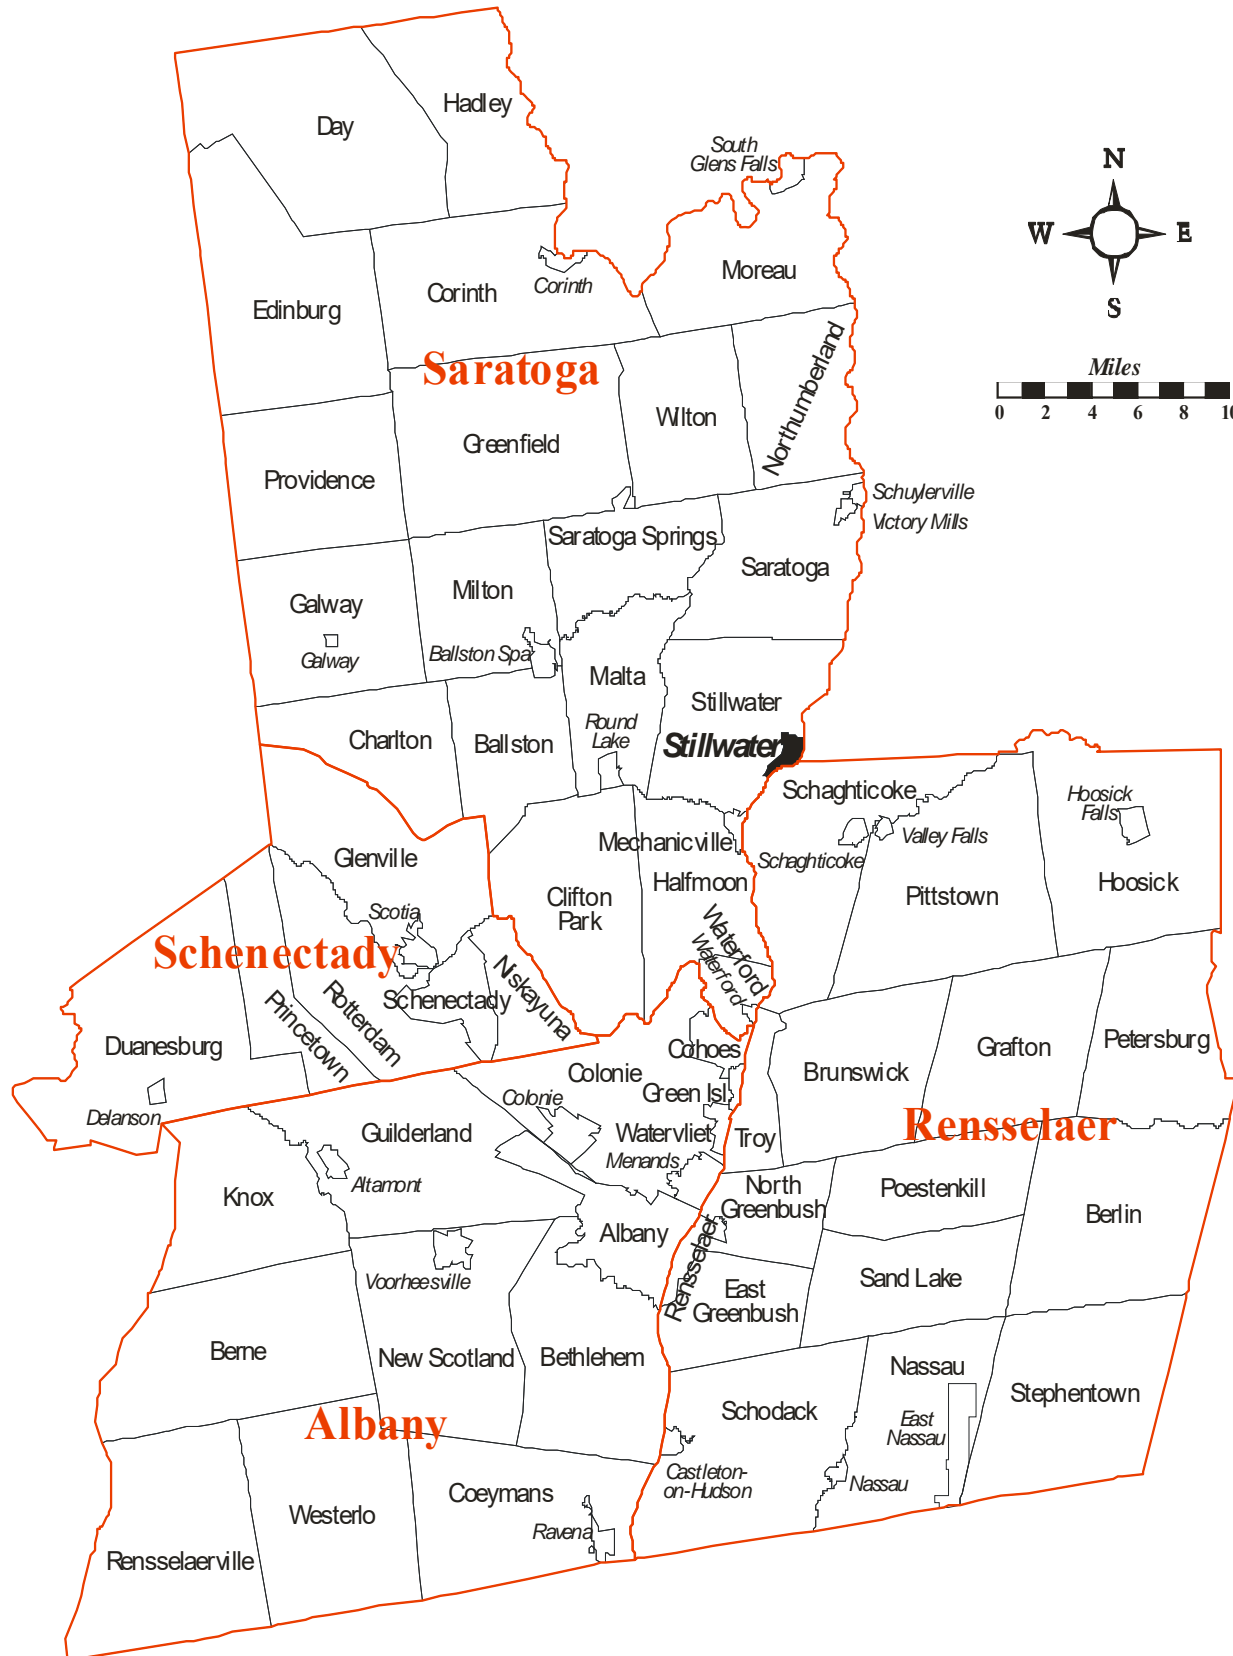 Hadley
Day
South
Glens Falls
N
W
E
S
Moreau
Corinth
Corinth
Edinburg
Saratoga
Miles
0 2 4 6 8 10
Northumberland
Wilton
Greenfield
Providence
Schuylerville
Victory Mills
Saratoga Springs
Saratoga
Milton
Galway
Galway
Ballston Spa
Malta
Stillwater
Round
Lake
Charlton
Ballston
Stillwater
Schaghticoke
Hoosick
Falls
Mechanicville
Valley Falls
Schaghticoke
Glenville
Halfmoon
Hoosick
Clifton
Park
Pittstown
Scotia
Waterford
Waterford
Schenectady
Niskayuna
Schenectady
Rotterdam
Princetown
Duanesburg
Cohoes
Grafton
Petersburg
Colonie
Brunswick
Green Isl
Colonie
Delanson
Rensselaer
Guilderland
Watervliet
Troy
Menands
Altamont
Knox
North
Greenbush
Poestenkill
Berlin
Albany
Rensselaer
Voorheesville
Sand Lake
East
Greenbush
Berne
New Scotland
Bethlehem
Nassau
Stephentown
Schodack
Albany
East
Nassau
Castleton-
on-Hudson
Nassau
Coeymans
Westerlo
Ravena
Rensselaerville